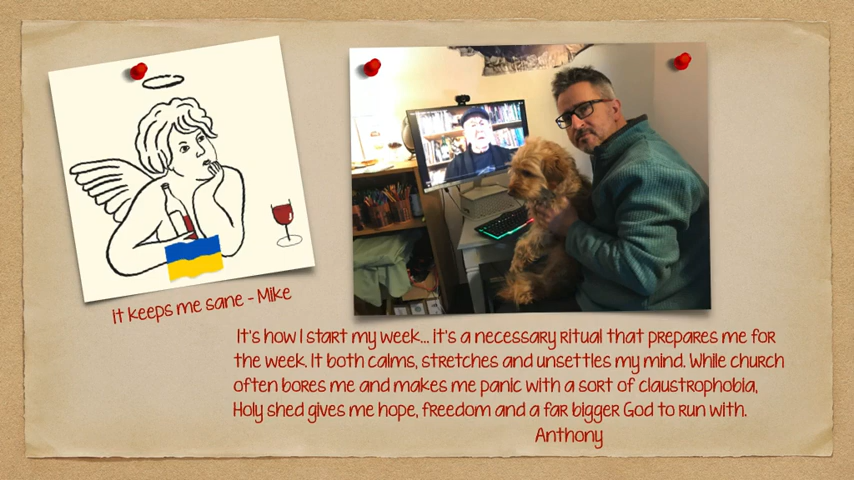 It keeps me sane - Mike
It's how I start my week... It's a necessary ritual that prepares me for
the week. It both calms, stretches and unsettles my mind. While church
often bores me and makes me panic with a sort of claustrophobia,
Holy shed gives me hope, freedom and a far bigger God to run with.
Anthony